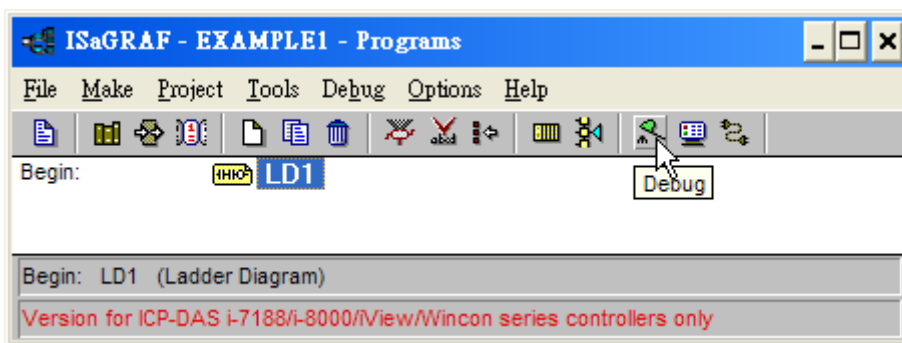 ISaGRAF - EXAMPLE1 - Programs
File Make Project Tools Debug Options Help
Begin: LD1
Debug
Begin: LD1 (Ladder Diagram)
Version for ICP-DAS i-7188/i-8000/iView/Wincon series controllers only